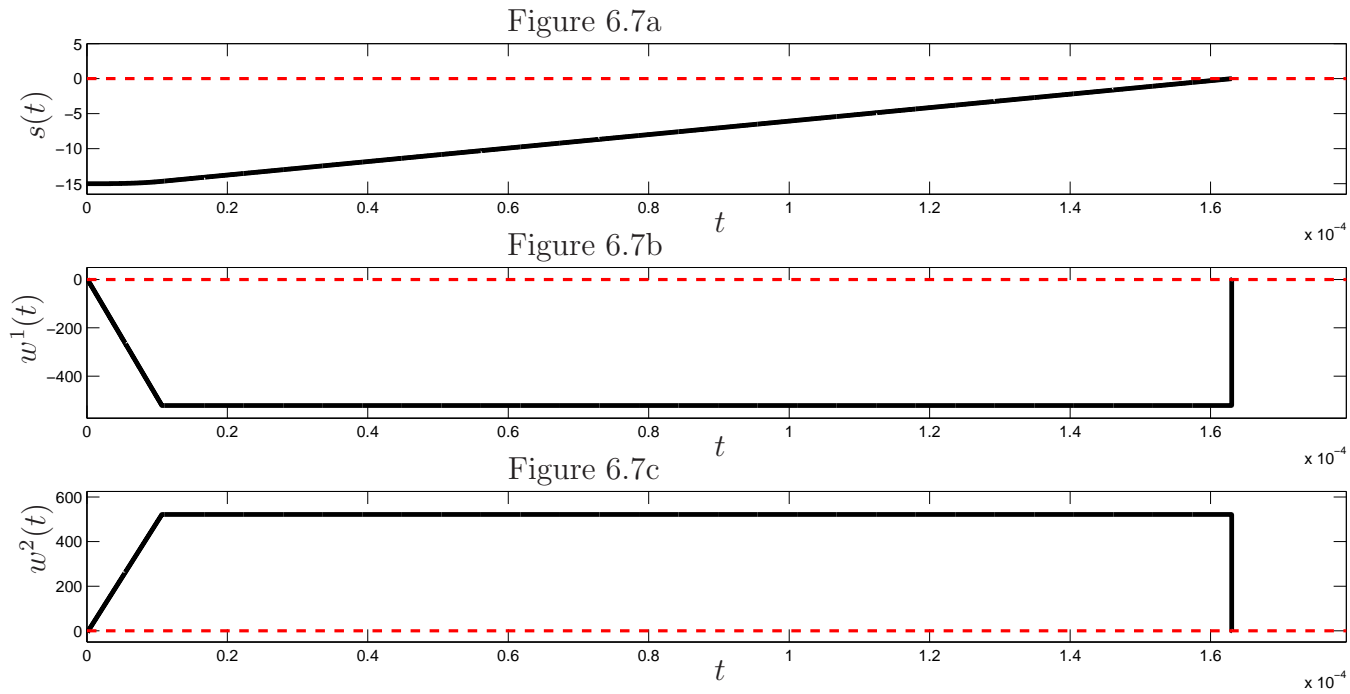 Figure 6.7a
5
0
−5
−10
−15
s(t)
0 0.2 0.4 0.6 0.8 1 1.2 1.4 1.6
t
x 10⁻⁴
Figure 6.7b
0
−200
−400
w¹(t)
0 0.2 0.4 0.6 0.8 1 1.2 1.4 1.6
t
x 10⁻⁴
Figure 6.7c
600
400
200
0
w²(t)
0 0.2 0.4 0.6 0.8 1 1.2 1.4 1.6
t
x 10⁻⁴